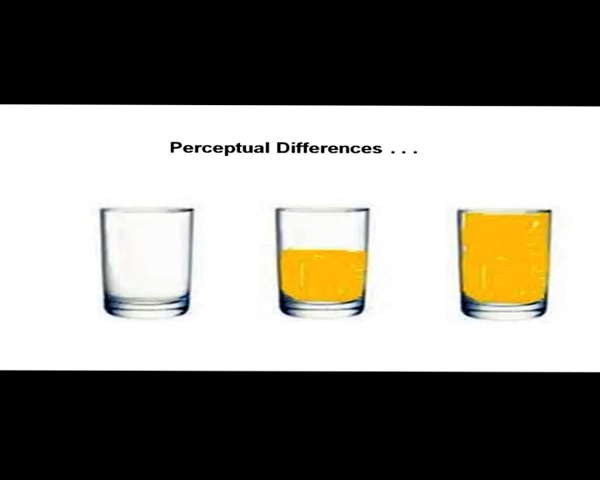 Perceptual Differences . . .